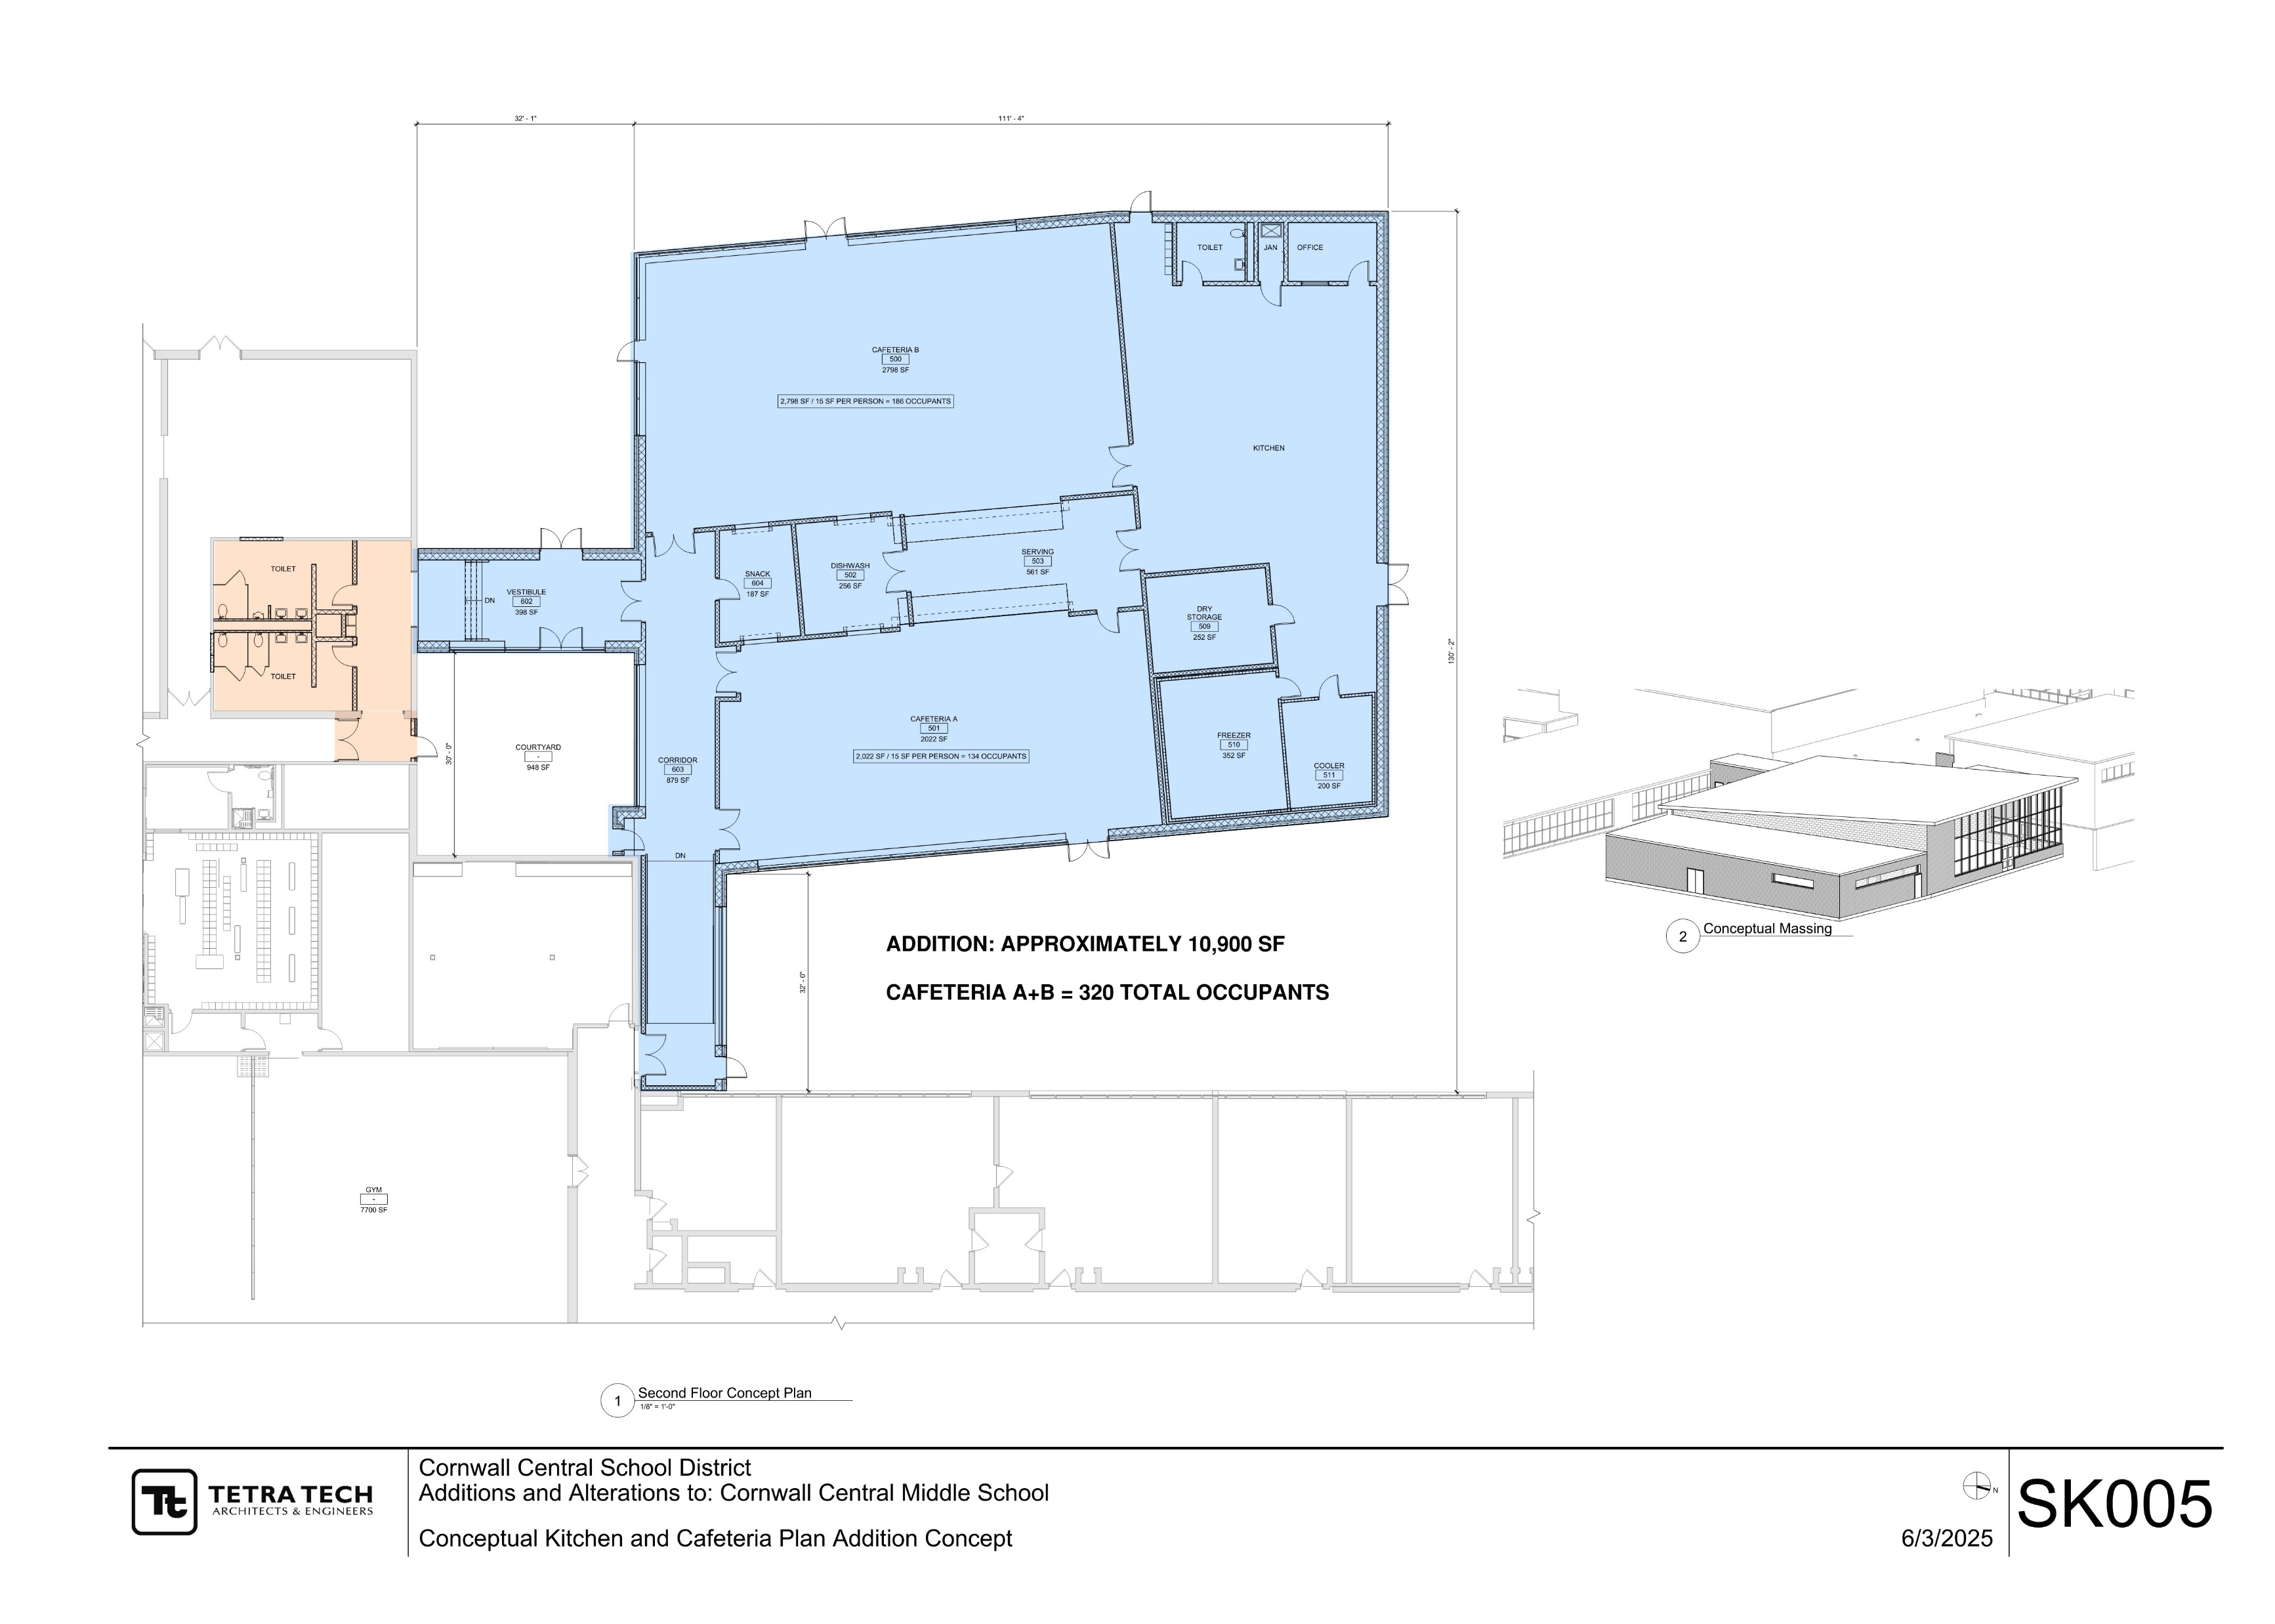 32' - 1"
111' - 4"
TOILET
JAN
OFFICE
CAFETERIA B
500
2798 SF
2,798 SF / 15 SF PER PERSON = 186 OCCUPANTS
KITCHEN
TOILET
SNACK
604
187 SF
DISHWASH
502
256 SF
SERVING
503
561 SF
DN
VESTIBULE
602
398 SF
DRY
STORAGE
509
252 SF
130' - 2"
TOILET
CAFETERIA A
501
2022 SF
2,022 SF / 15 SF PER PERSON = 134 OCCUPANTS
30' - 0"
COURTYARD
-
948 SF
CORRIDOR
603
879 SF
FREEZER
510
352 SF
COOLER
511
200 SF
DN
32' - 0"
ADDITION: APPROXIMATELY 10,900 SF
CAFETERIA A+B = 320 TOTAL OCCUPANTS
2
Conceptual Massing
GYM
-
7700 SF
1
Second Floor Concept Plan
1/8" = 1'-0"
Tt
TETRA TECH
ARCHITECTS & ENGINEERS
Cornwall Central School District
Additions and Alterations to: Cornwall Central Middle School
Conceptual Kitchen and Cafeteria Plan Addition Concept
N
6/3/2025
SK005